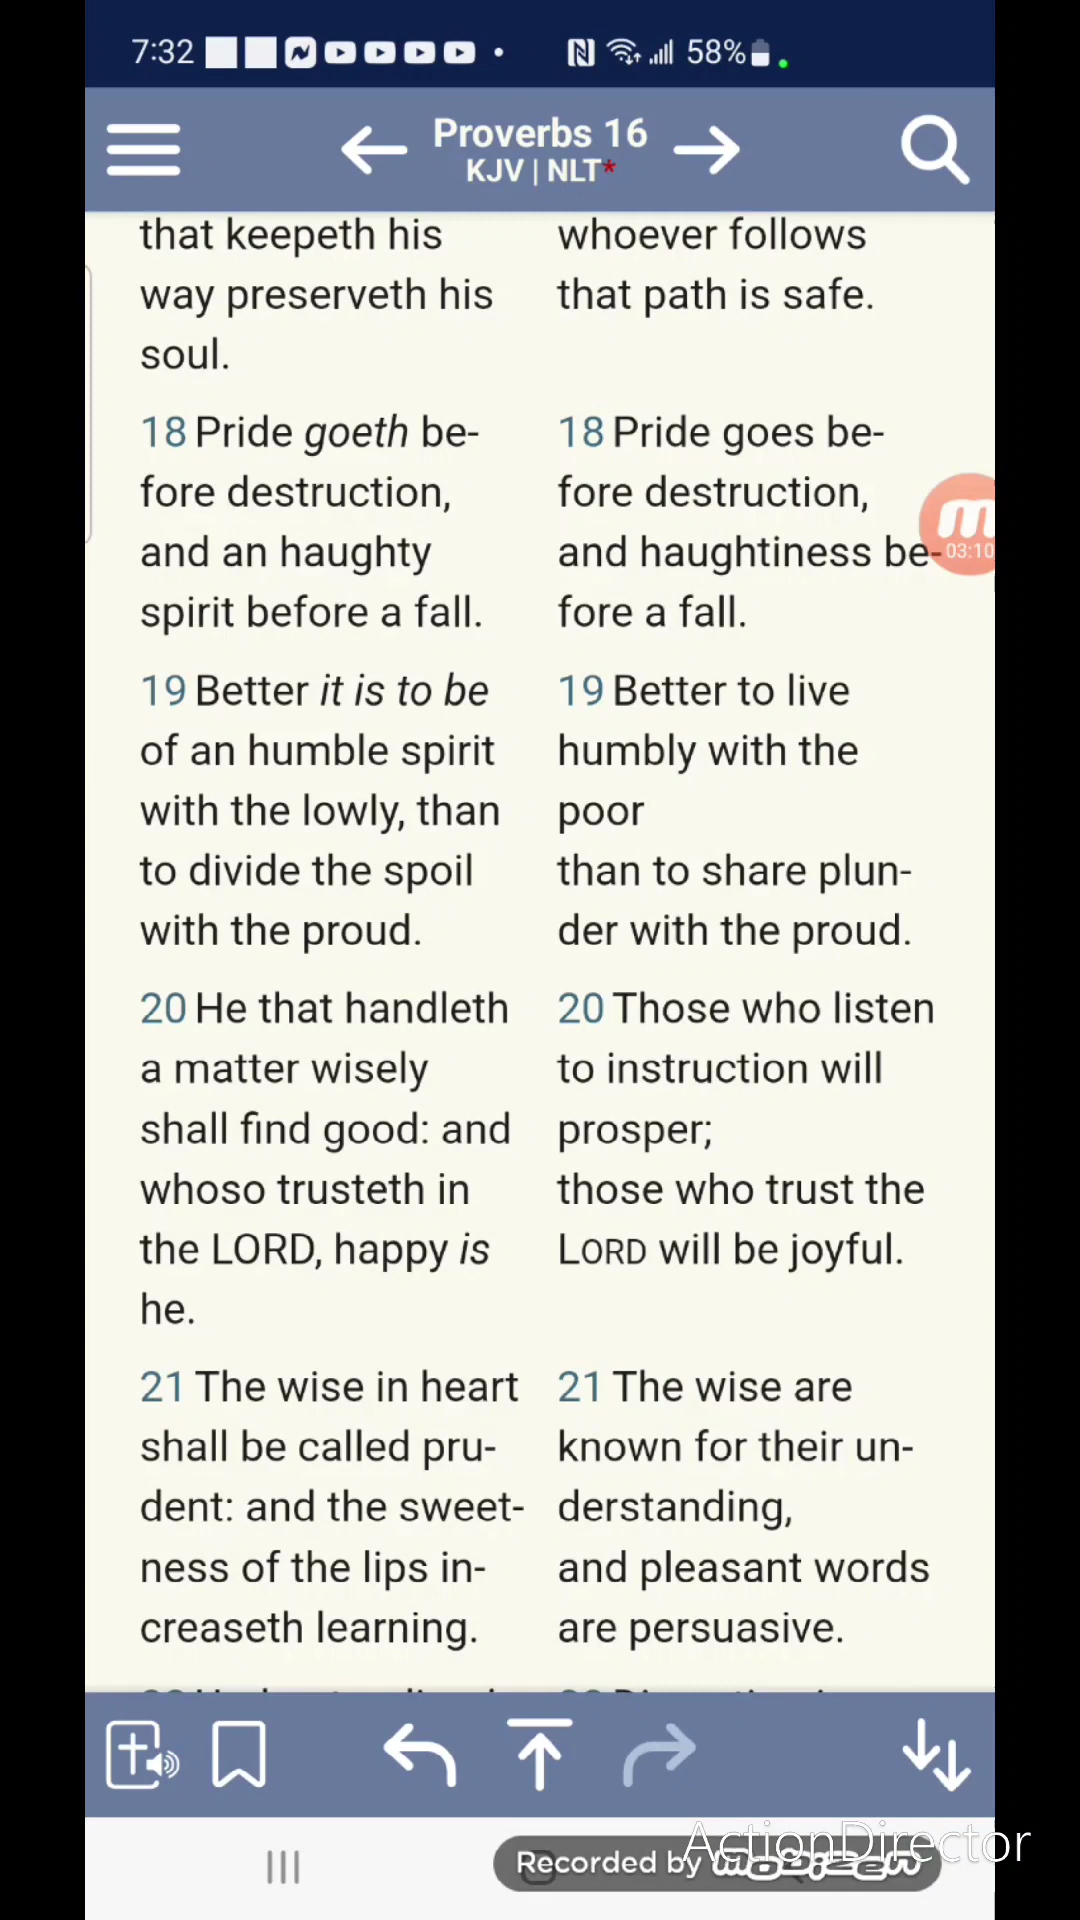 7:32
58%
Proverbs 16
KJV | NLT*
that keepeth his
way preserveth his
soul.
18 Pride goeth be-
fore destruction,
and an haughty
spirit before a fall.
19 Better it is to be
of an humble spirit
with the lowly, than
to divide the spoil
with the proud.
20 He that handleth
a matter wisely
shall find good: and
whoso trusteth in
the LORD, happy is
he.
21 The wise in heart
shall be called pru-
dent: and the sweet-
ness of the lips in-
creaseth learning.
whoever follows
that path is safe.
18 Pride goes be-
fore destruction,
and haughtiness be-
fore a fall.
19 Better to live
humbly with the
poor
than to share plun-
der with the proud.
20 Those who listen
to instruction will
prosper;
those who trust the
LORD will be joyful.
21 The wise are
known for their un-
derstanding,
and pleasant words
are persuasive.
03:10
ActionDirector
Recorded by MOBIZEN